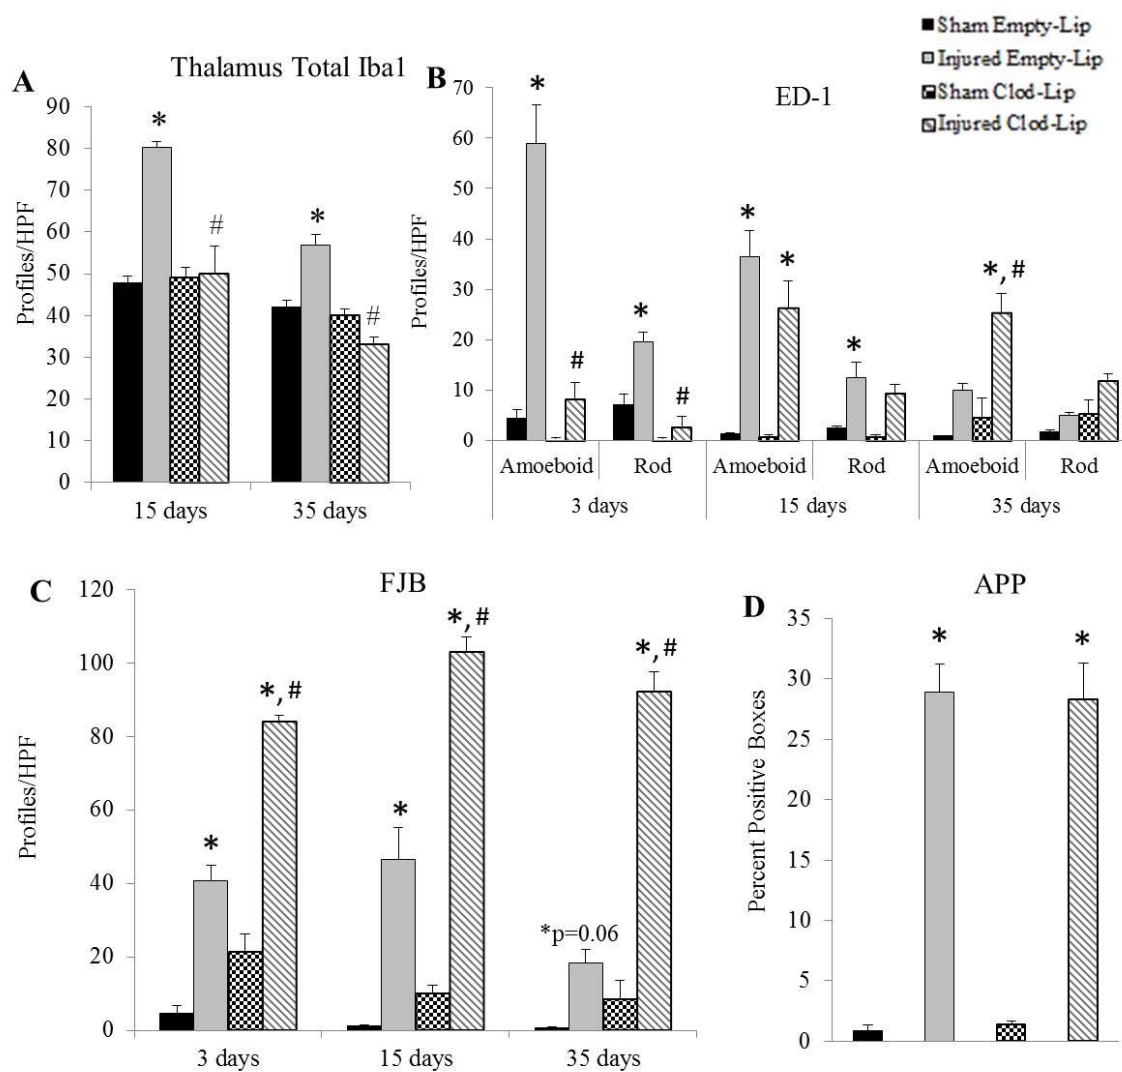 Sham Empty-Lip
Injured Empty-Lip
Sham Clod-Lip
Injured Clod-Lip
A
Thalamus Total Iba1
Profiles/HPF
90
80
70
60
50
40
30
20
10
0
*
#
*
#
15 days
35 days
B
ED-1
Profiles/HPF
70
60
50
40
30
20
10
0
*
#
*
#
*
*
*
*, #
Amoeboid
Rod
Amoeboid
Rod
Amoeboid
Rod
3 days
15 days
35 days
C
FJB
Profiles/HPF
120
100
80
60
40
20
0
*
*, #
*
*, #
*p=0.06
*, #
3 days
15 days
35 days
D
APP
Percent Positive Boxes
35
30
25
20
15
10
5
0
*
*